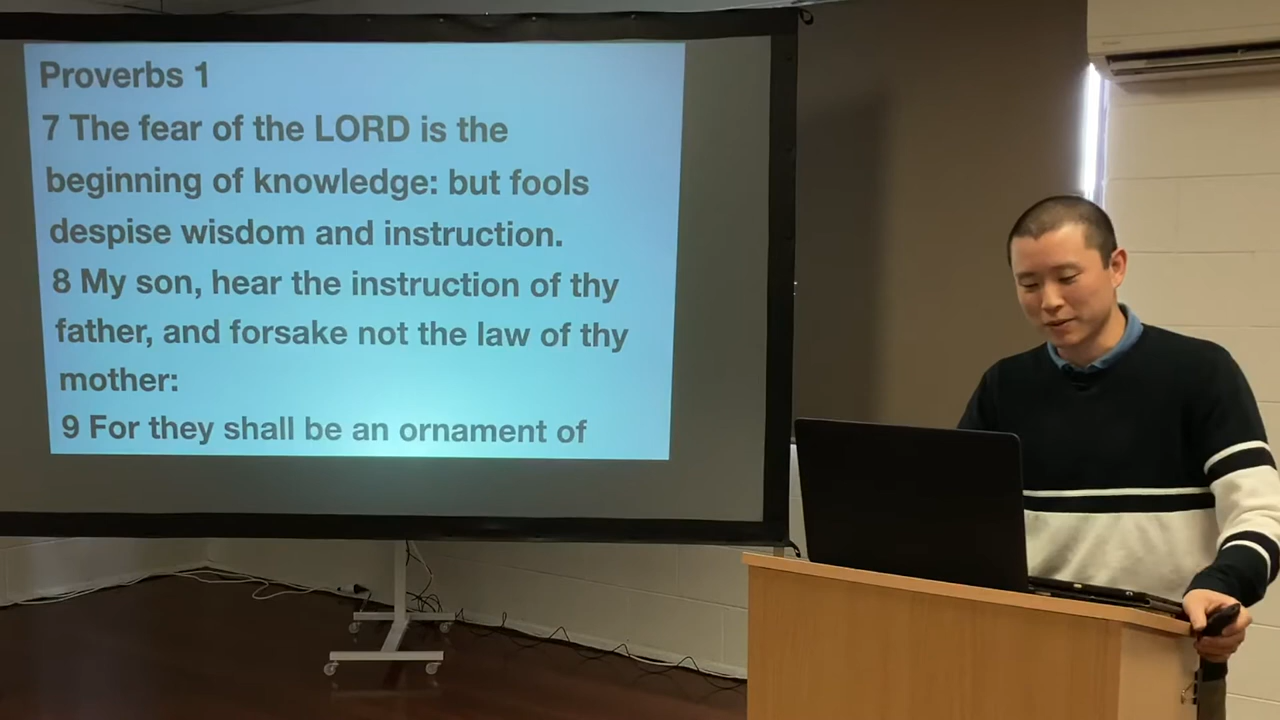 Proverbs 1
7 The fear of the LORD is the
beginning of knowledge: but fools
despise wisdom and instruction.
8 My son, hear the instruction of thy
father, and forsake not the law of thy
mother:
9 For they shall be an ornament of